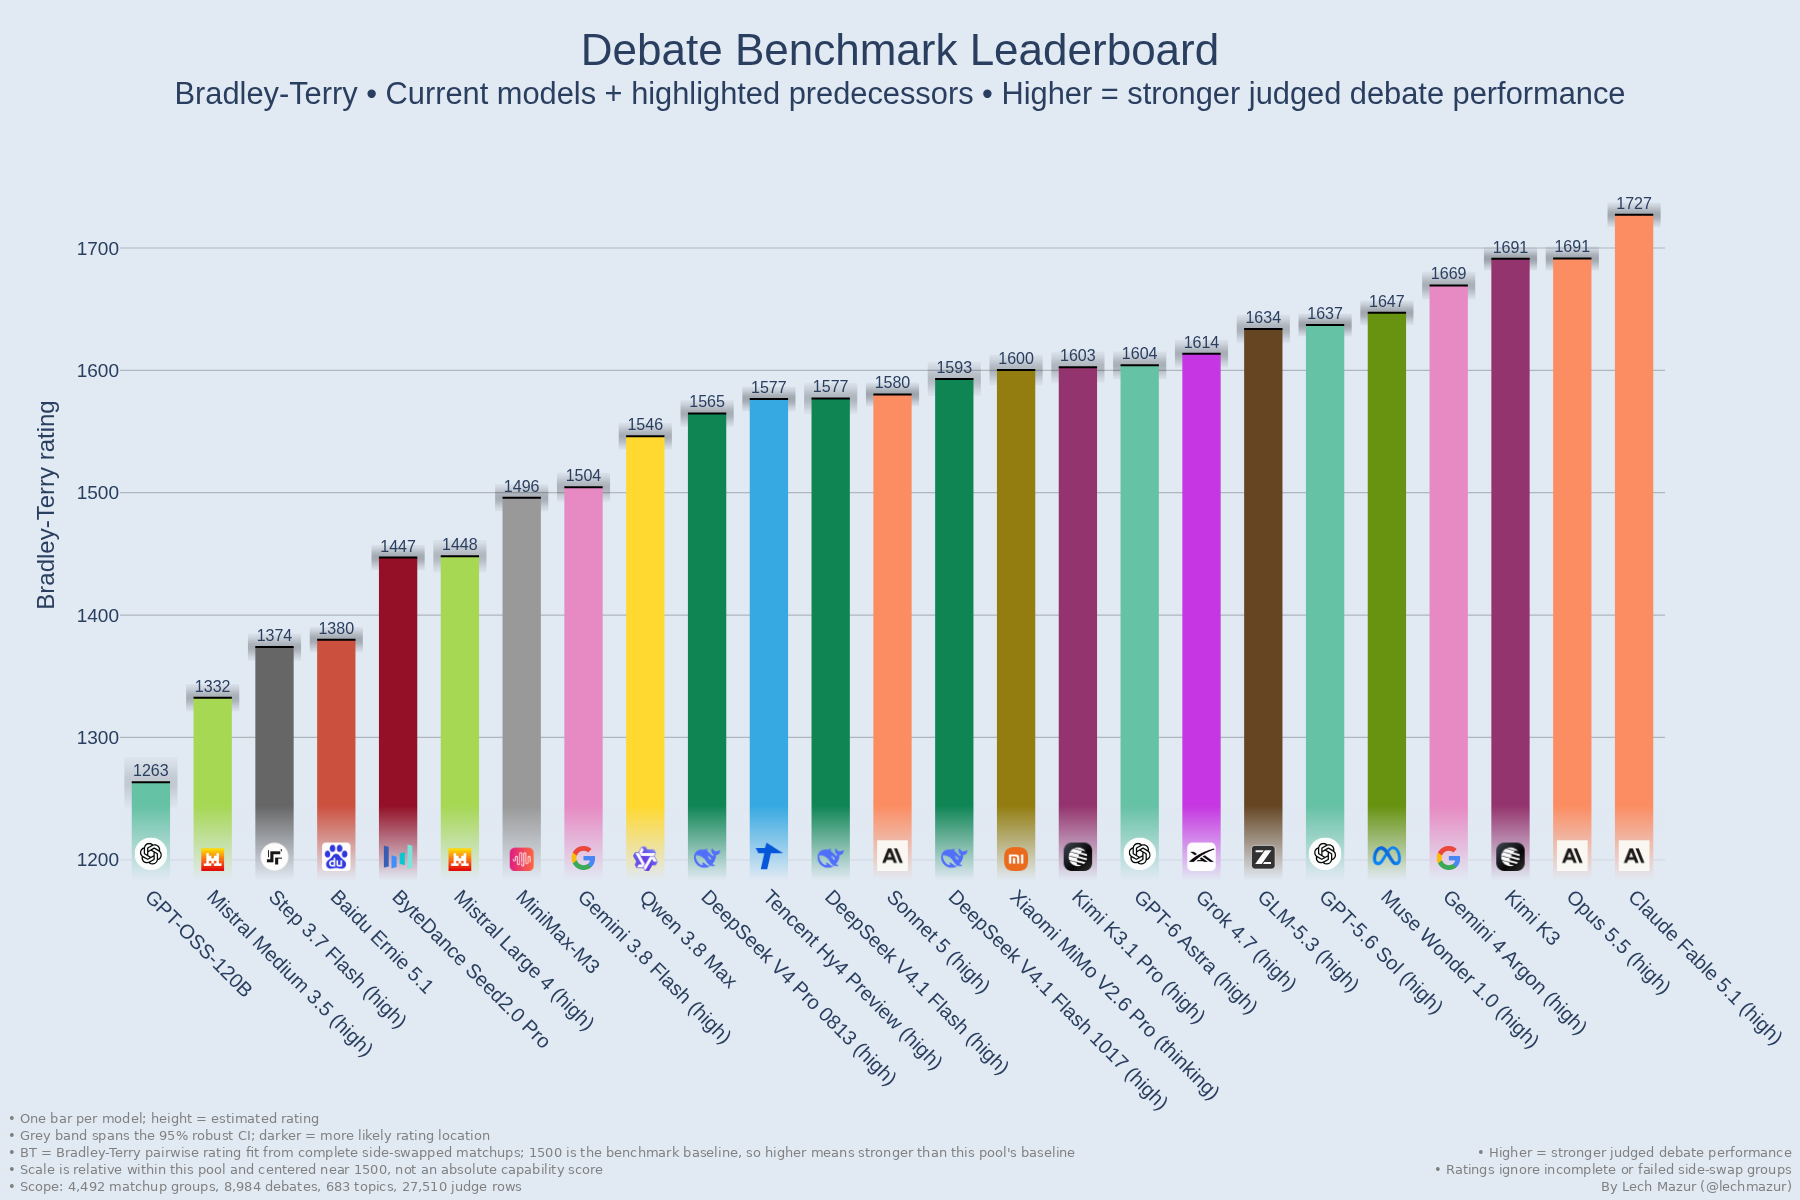 Debate Benchmark Leaderboard
Bradley-Terry • Current models + highlighted predecessors • Higher = stronger judged debate performance
Bradley-Terry rating
1700
1600
1500
1400
1300
1200
1263
1332
1374
1380
1447
1448
1496
1504
1546
1565
1577
1577
1580
1593
1600
1603
1604
1614
1634
1637
1647
1669
1691
1691
1727
GPT-OSS-120B
Mistral Medium 3.5 (high)
Step 3.7 Flash (high)
Baidu Ernie 5.1
ByteDance Seed2.0 Pro
Mistral Large 4 (high)
MiniMax-M3
Gemini 3.8 Flash (high)
Qwen 3.8 Max
DeepSeek V4 Pro 0813 (high)
Tencent Hy4 Preview (high)
DeepSeek V4.1 Flash (high)
Sonnet 5 (high)
DeepSeek V4.1 Flash 1017 (high)
Xiaomi MiMo V2.6 Pro (thinking)
Kimi K3.1 Pro (high)
GPT-6 Astra (high)
Grok 4.7 (high)
GLM-5.3 (high)
GPT-5.6 Sol (high)
Muse Wonder 1.0 (high)
Gemini 4 Argon (high)
Kimi K3
Opus 5.5 (high)
Claude Fable 5.1 (high)
• One bar per model; height = estimated rating
• Grey band spans the 95% robust CI; darker = more likely rating location
• BT = Bradley-Terry pairwise rating fit from complete side-swapped matchups; 1500 is the benchmark baseline, so higher means stronger than this pool's baseline
• Scale is relative within this pool and centered near 1500, not an absolute capability score
• Scope: 4,492 matchup groups, 8,984 debates, 683 topics, 27,510 judge rows
• Higher = stronger judged debate performance
• Ratings ignore incomplete or failed side-swap groups
By Lech Mazur (@lechmazur)